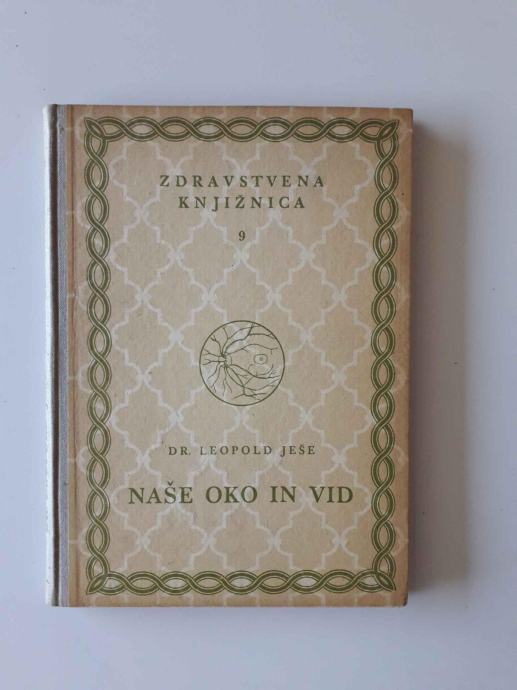 ZDRAVSTVENA
KNJIŽNICA
9
DR. LEOPOLD JEŠE
NAŠE OKO IN VID